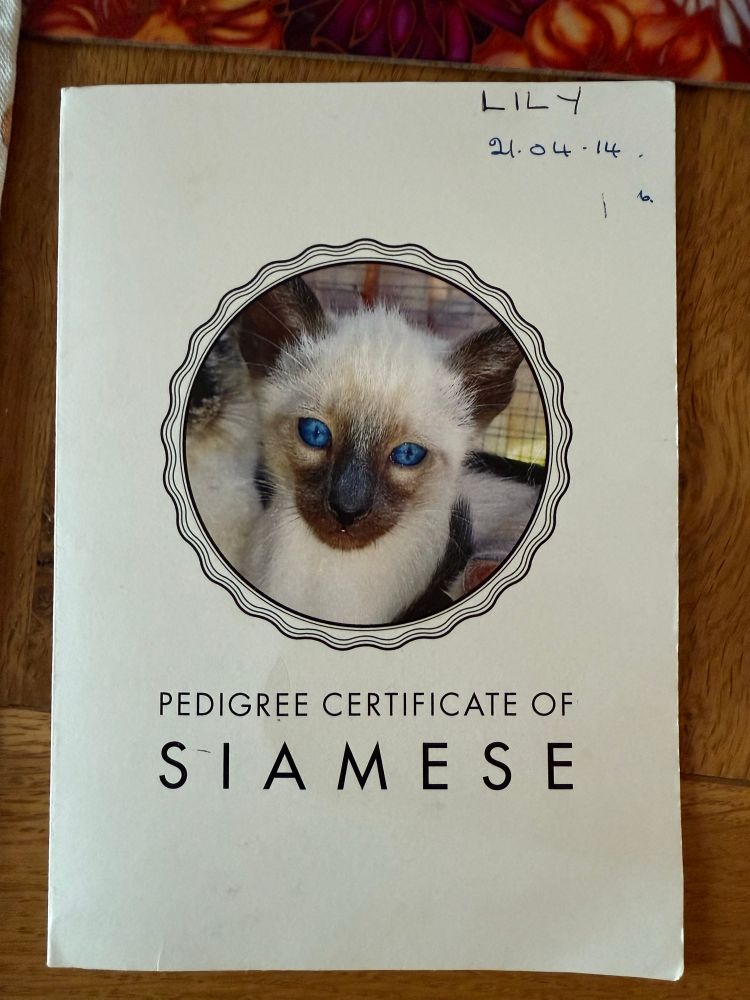 LILY
21.04.14.
PEDIGREE CERTIFICATE OF
SIAMESE